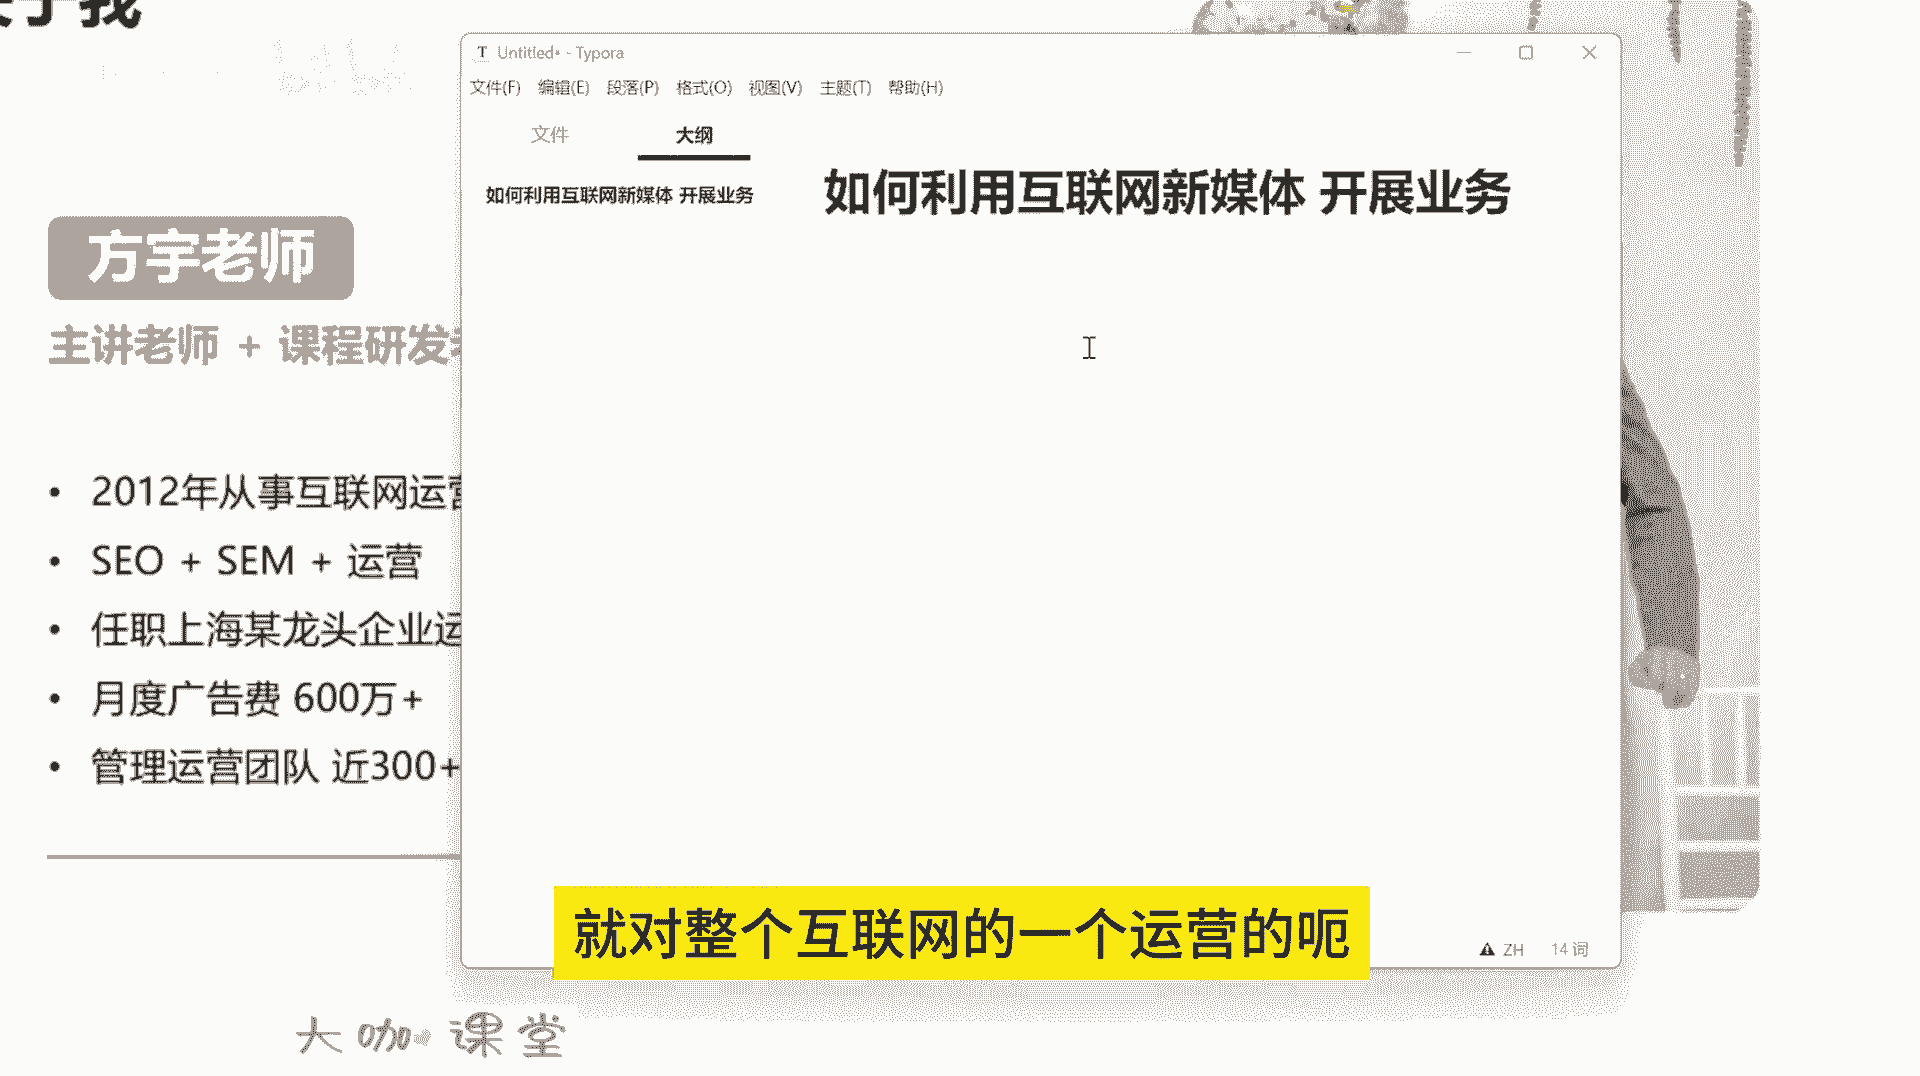 于我
T Untitled• - Typora
文件(F) 编辑(E) 段落(P) 格式(O) 视图(V) 主题(T) 帮助(H)
文件 大纲
如何利用互联网新媒体 开展业务
如何利用互联网新媒体 开展业务
方宇老师
主讲老师 + 课程研发
• 2012年从事互联网运营
• SEO + SEM + 运营
• 任职上海某龙头企业运
• 月度广告费 600万+
• 管理运营团队 近300+
就对整个互联网的一个运营的呃
ZH 14 词
大咖课堂